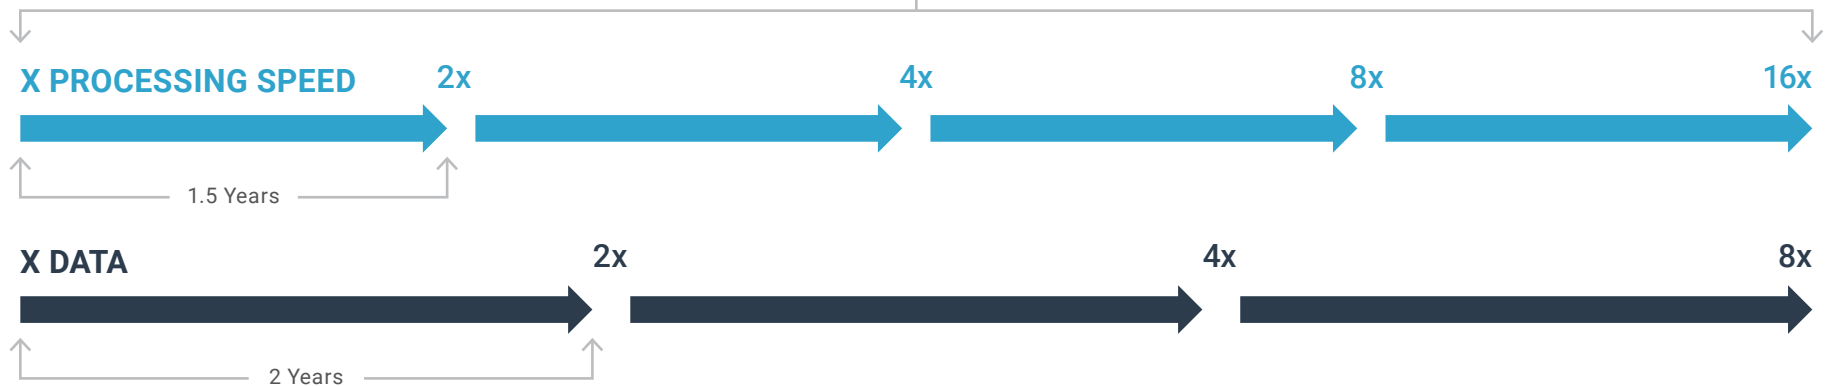 X PROCESSING SPEED 2x 4x 8x 16x
1.5 Years
X DATA 2x 4x 8x
2 Years